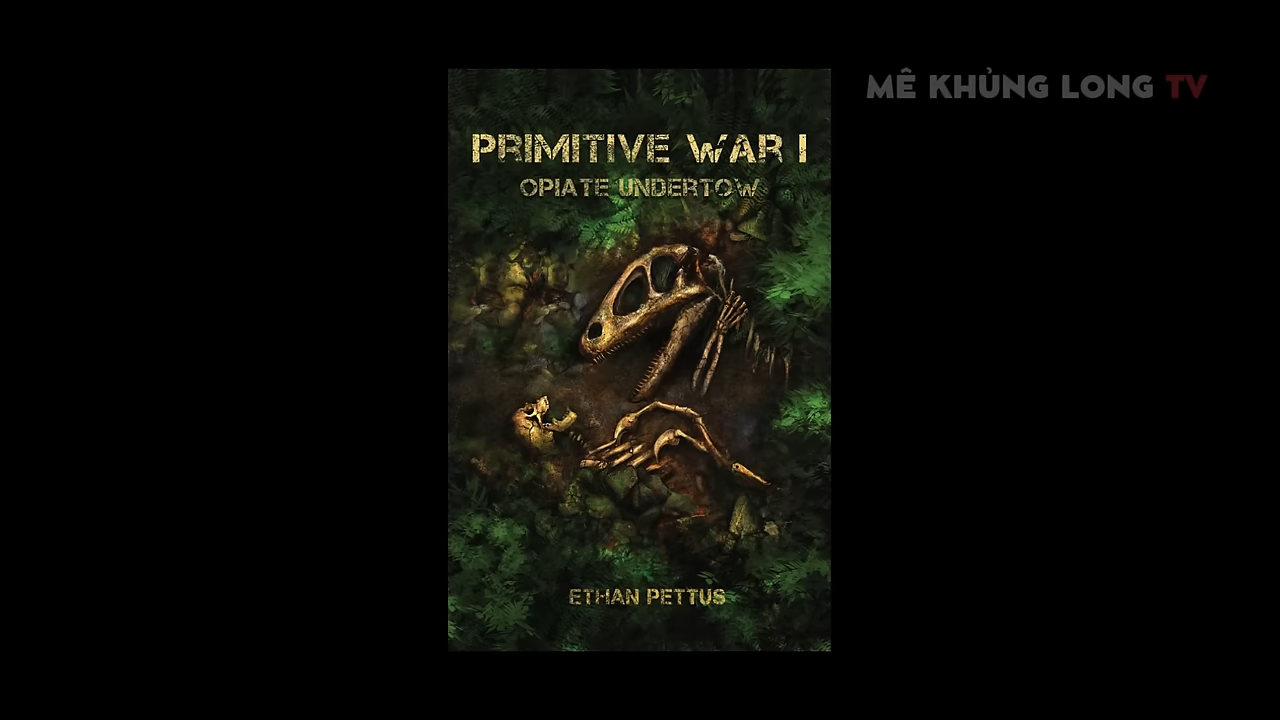 MÊ KHỦNG LONG TV
PRIMITIVE WAR I
OPIATE UNDERTOW
ETHAN PETTUS